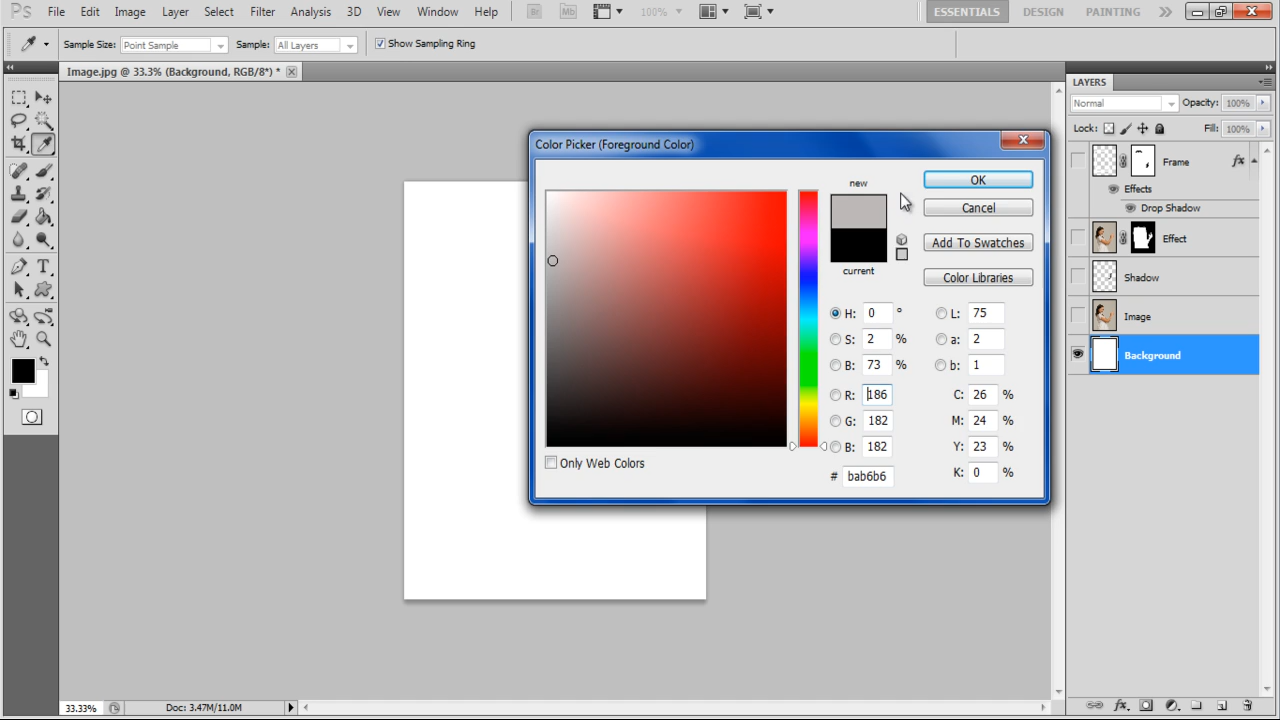 Ps File Edit Image Layer Select Filter Analysis 3D View Window Help Br Mb 100% ESSENTIALS DESIGN PAINTING
Sample Size: Point Sample Sample: All Layers Show Sampling Ring
Image.jpg @ 33.3% (Background, RGB/8*) *
LAYERS
Normal Opacity: 100%
Lock: Fill: 100%
Frame fx
Effects
Drop Shadow
Effect
Shadow
Image
Background
Color Picker (Foreground Color)
new
current
OK
Cancel
Add To Swatches
Color Libraries
H: 0 ° L: 75
S: 2 % a: 2
B: 73 % b: 1
R: 186 C: 26 %
G: 182 M: 24 %
B: 182 Y: 23 %
# bab6b6 K: 0 %
Only Web Colors
T
33.33% Doc: 3.47M/11.0M
fx